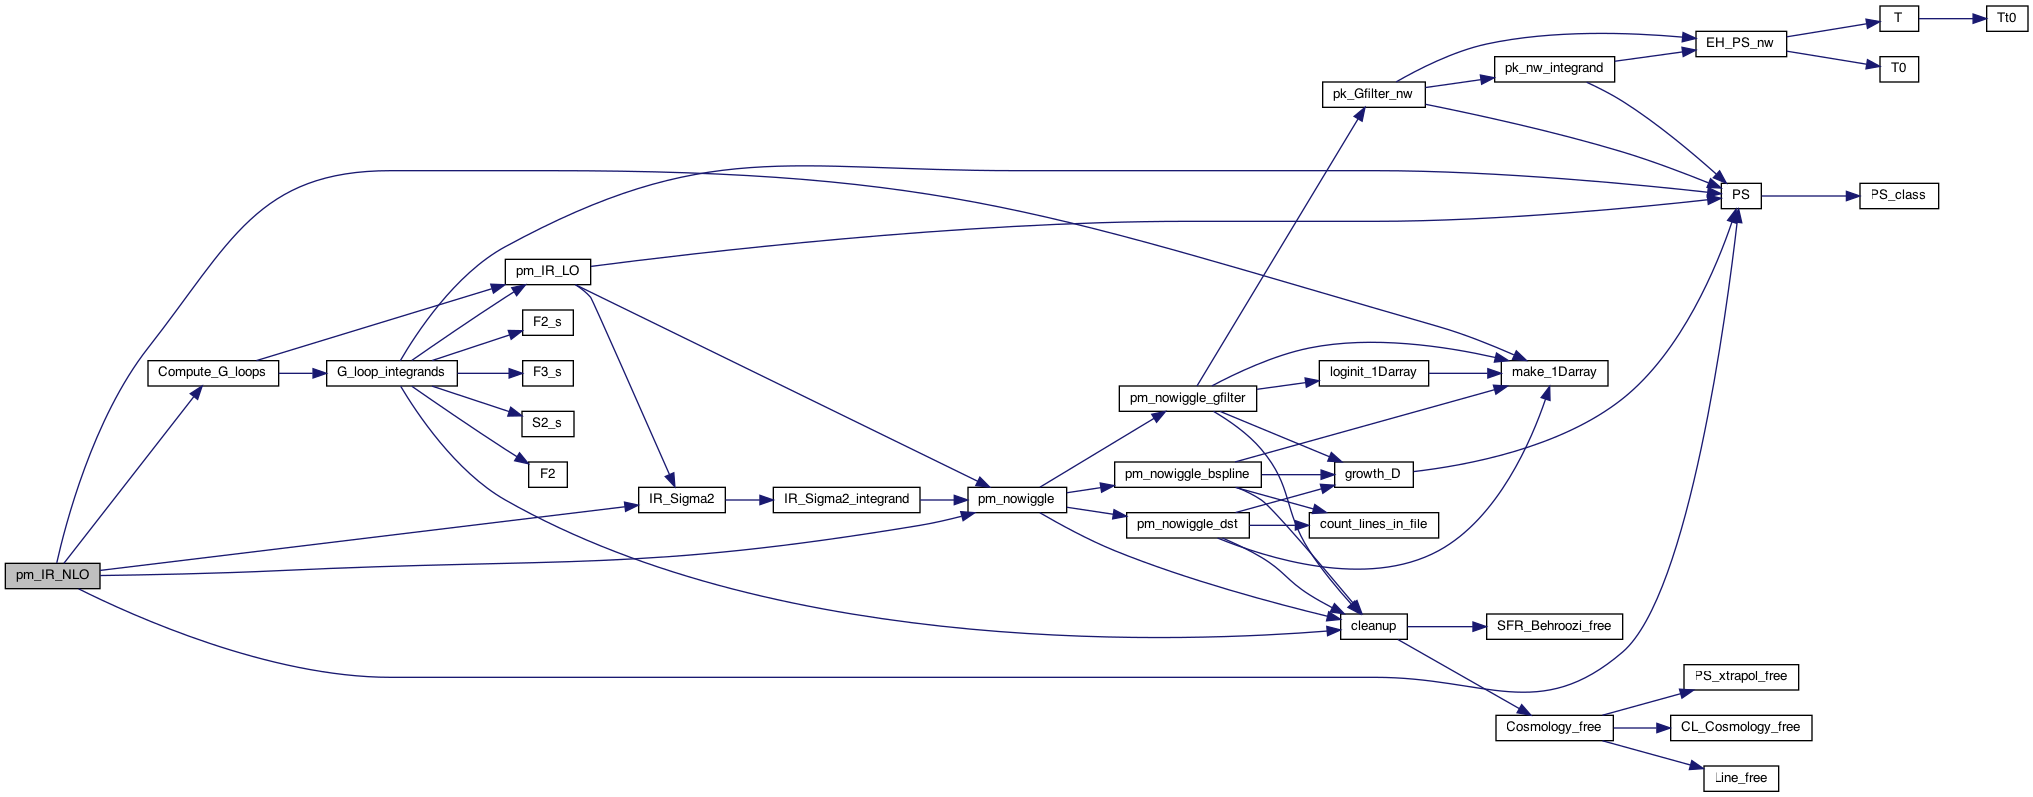 pm_IR_NLO
Compute_G_loops
G_loop_integrands
pm_IR_LO
F2_s
F3_s
S2_s
F2
IR_Sigma2
IR_Sigma2_integrand
pm_nowiggle
pm_nowiggle_gfilter
pm_nowiggle_bspline
pm_nowiggle_dst
pk_Gfilter_nw
loginit_1Darray
growth_D
count_lines_in_file
cleanup
pk_nw_integrand
make_1Darray
SFR_Behroozi_free
Cosmology_free
EH_PS_nw
PS
PS_xtrapol_free
CL_Cosmology_free
Line_free
T
T0
PS_class
Tt0